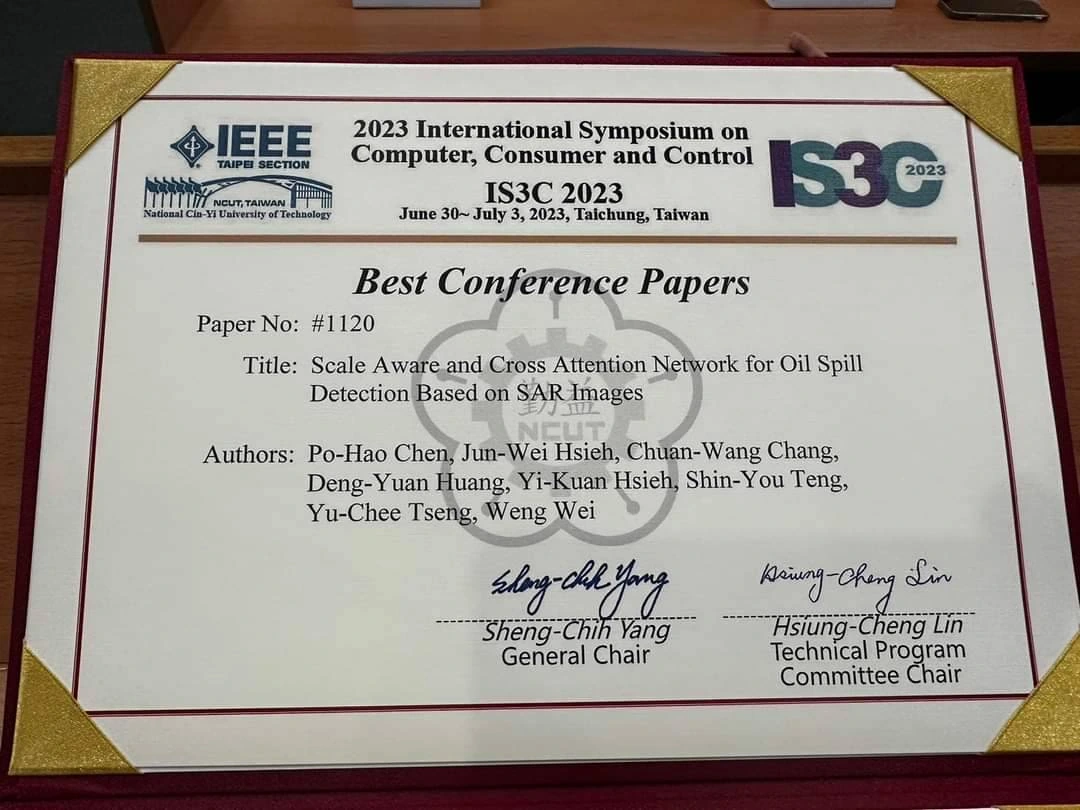 IEEE
TAIPEI SECTION
NCUT, TAIWAN
National Cin-Yi University of Technology
2023 International Symposium on
Computer, Consumer and Control
IS3C 2023
June 30~ July 3, 2023, Taichung, Taiwan
IS3C 2023
Best Conference Papers
Paper No: #1120
Title: Scale Aware and Cross Attention Network for Oil Spill
Detection Based on SAR Images
勤益
NCUT
Authors: Po-Hao Chen, Jun-Wei Hsieh, Chuan-Wang Chang,
Deng-Yuan Huang, Yi-Kuan Hsieh, Shin-You Teng,
Yu-Chee Tseng, Weng Wei
Sheng-Chih Yang
Sheng-Chih Yang
General Chair
Hsiung-Cheng Lin
Hsiung-Cheng Lin
Technical Program
Committee Chair